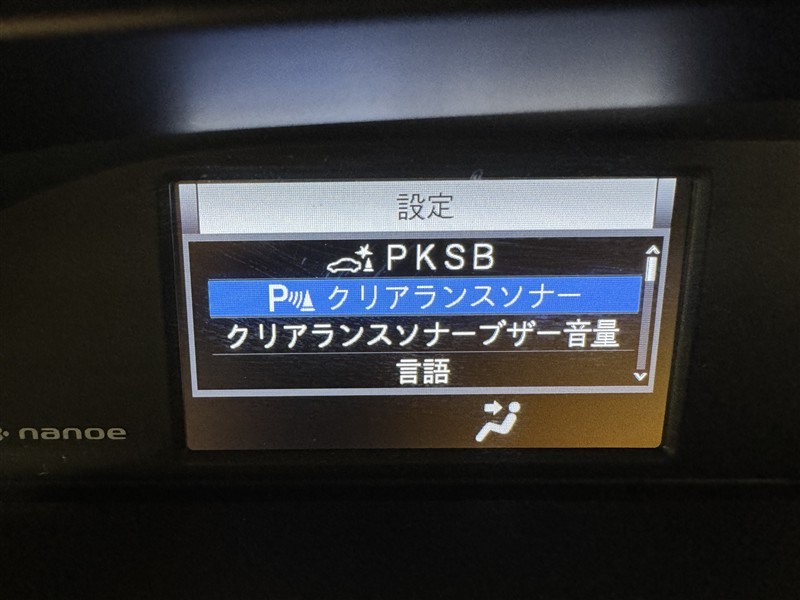 設定
PKSB
P クリアランスソナー
クリアランスソナーブザー音量
言語
nanoe